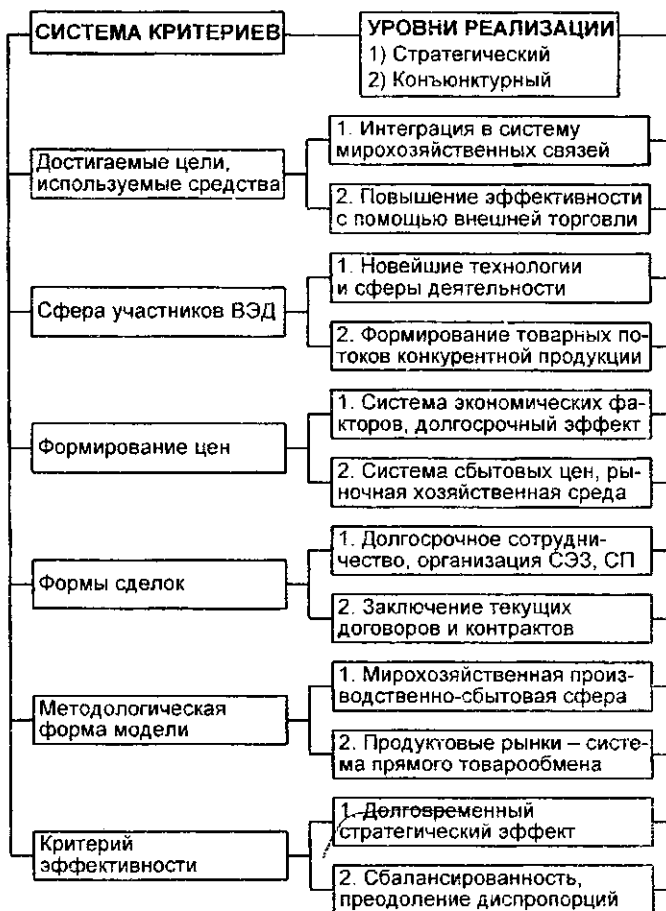 СИСТЕМА КРИТЕРИЕВ
УРОВНИ РЕАЛИЗАЦИИ
1) Стратегический
2) Конъюнктурный
Достигаемые цели,
используемые средства
1. Интеграция в систему
мирохозяйственных связей
2. Повышение эффективности
с помощью внешней торговли
Сфера участников ВЭД
1. Новейшие технологии
и сферы деятельности
2. Формирование товарных по-
токов конкурентной продукции
Формирование цен
1. Система экономических фа-
кторов, долгосрочный эффект
2. Система сбытовых цен, ры-
ночная хозяйственная среда
Формы сделок
1. Долгосрочное сотрудни-
чество, организация СЭЗ, СП
2. Заключение текущих
договоров и контрактов
Методологическая
форма модели
1. Мирохозяйственная произ-
водственно-сбытовая сфера
2. Продуктовые рынки – систе-
ма прямого товарообмена
Критерий
эффективности
1. Долговременный
стратегический эффект
2. Сбалансированность,
преодоление диспропорций